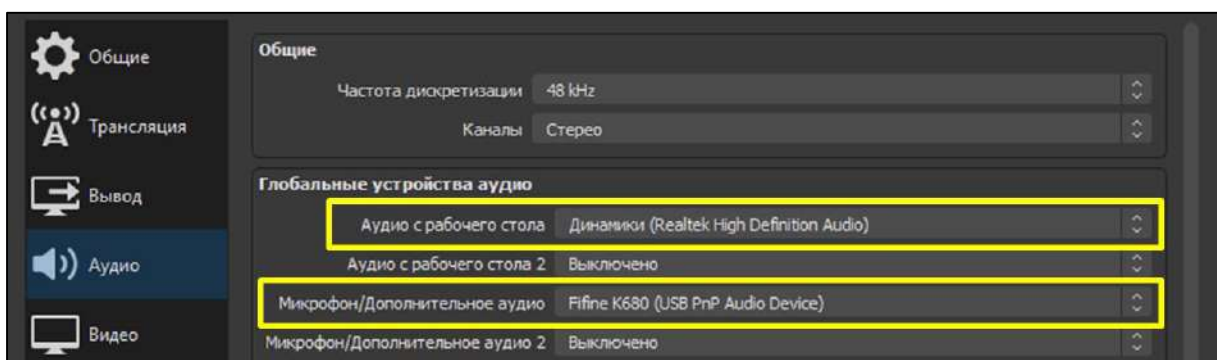 Общие
Трансляция
Вывод
Аудио
Видео
Общие
Частота дискретизации 48 kHz
Каналы Стерео
Глобальные устройства аудио
Аудио с рабочего стола Динамики (Realtek High Definition Audio)
Аудио с рабочего стола 2 Выключено
Микрофон/Дополнительное аудио Fifine K680 (USB PnP Audio Device)
Микрофон/Дополнительное аудио 2 Выключено